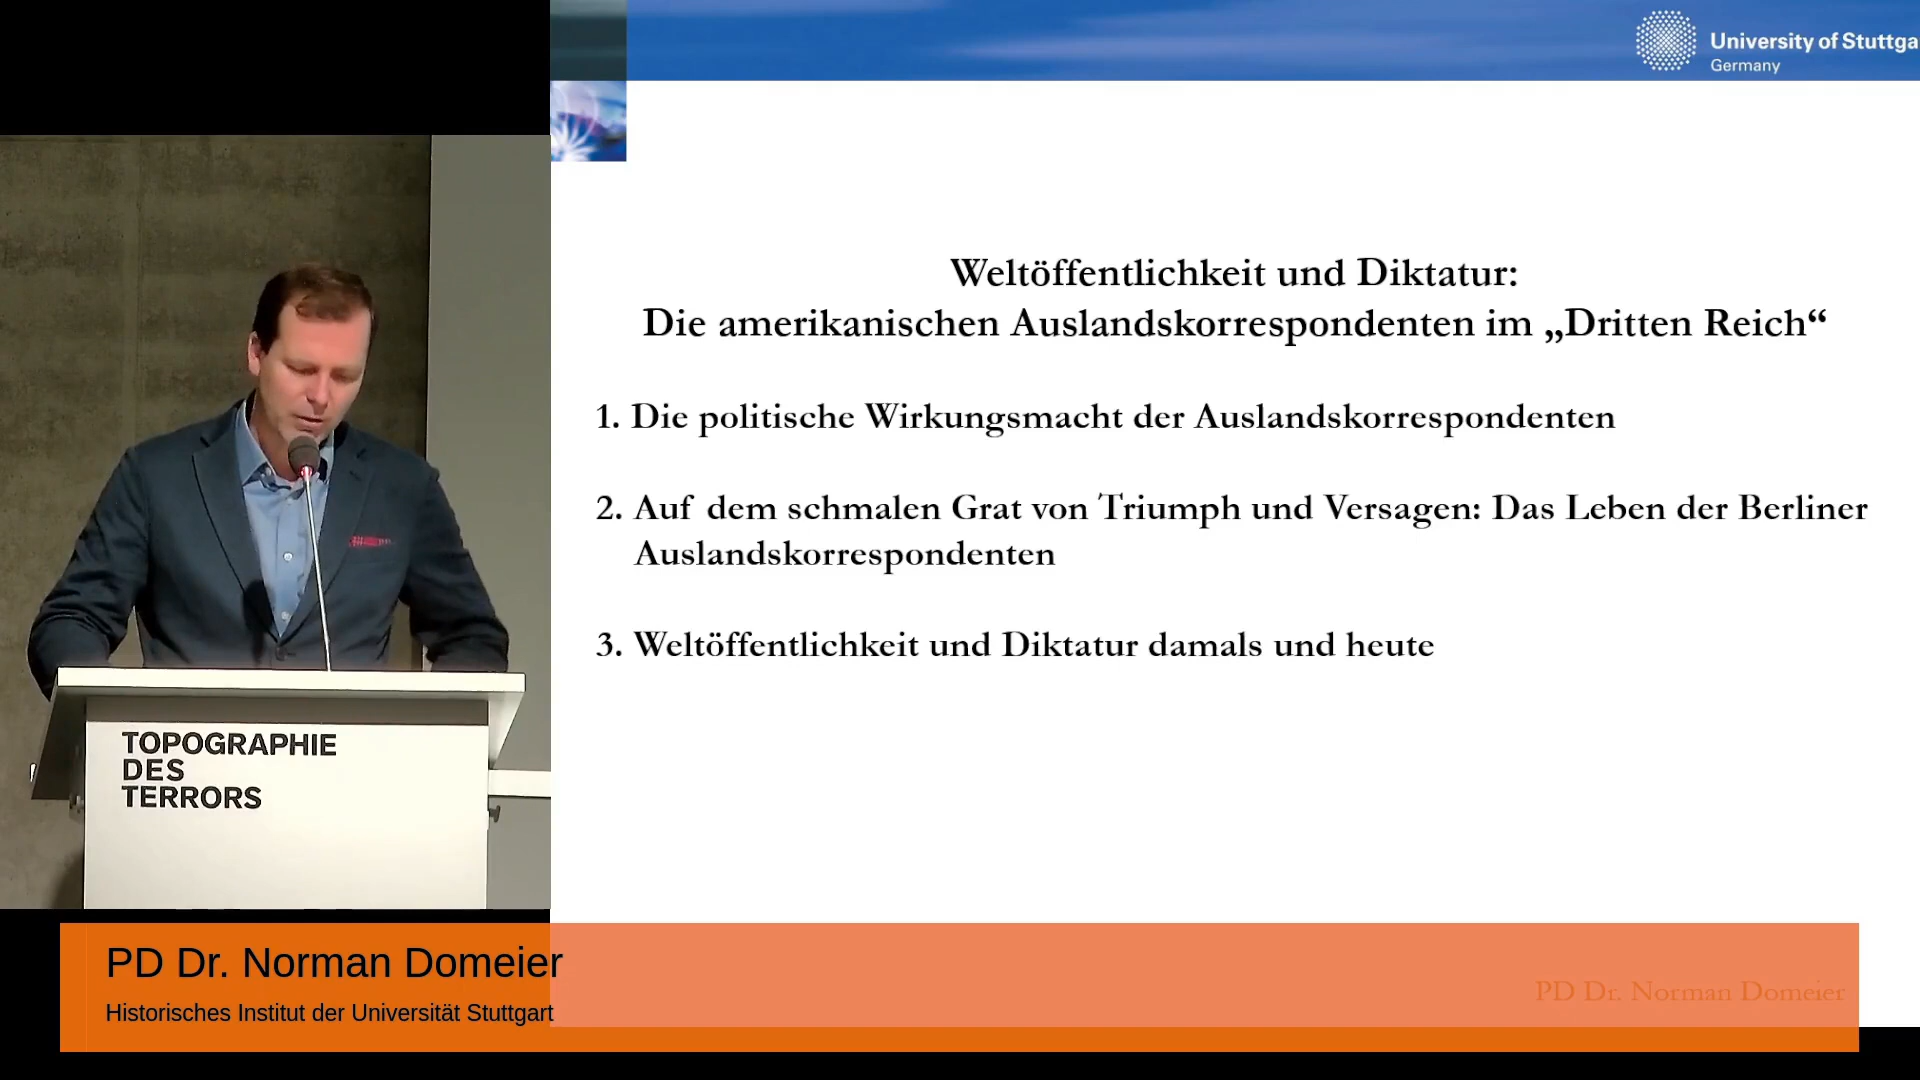 University of Stuttga
Germany
Weltöffentlichkeit und Diktatur:
Die amerikanischen Auslandskorrespondenten im „Dritten Reich“
1. Die politische Wirkungsmacht der Auslandskorrespondenten
2. Auf dem schmalen Grat von Triumph und Versagen: Das Leben der Berliner
Auslandskorrespondenten
3. Weltöffentlichkeit und Diktatur damals und heute
TOPOGRAPHIE
DES
TERRORS
PD Dr. Norman Domeier
Historisches Institut der Universität Stuttgart
PD Dr. Norman Domeier